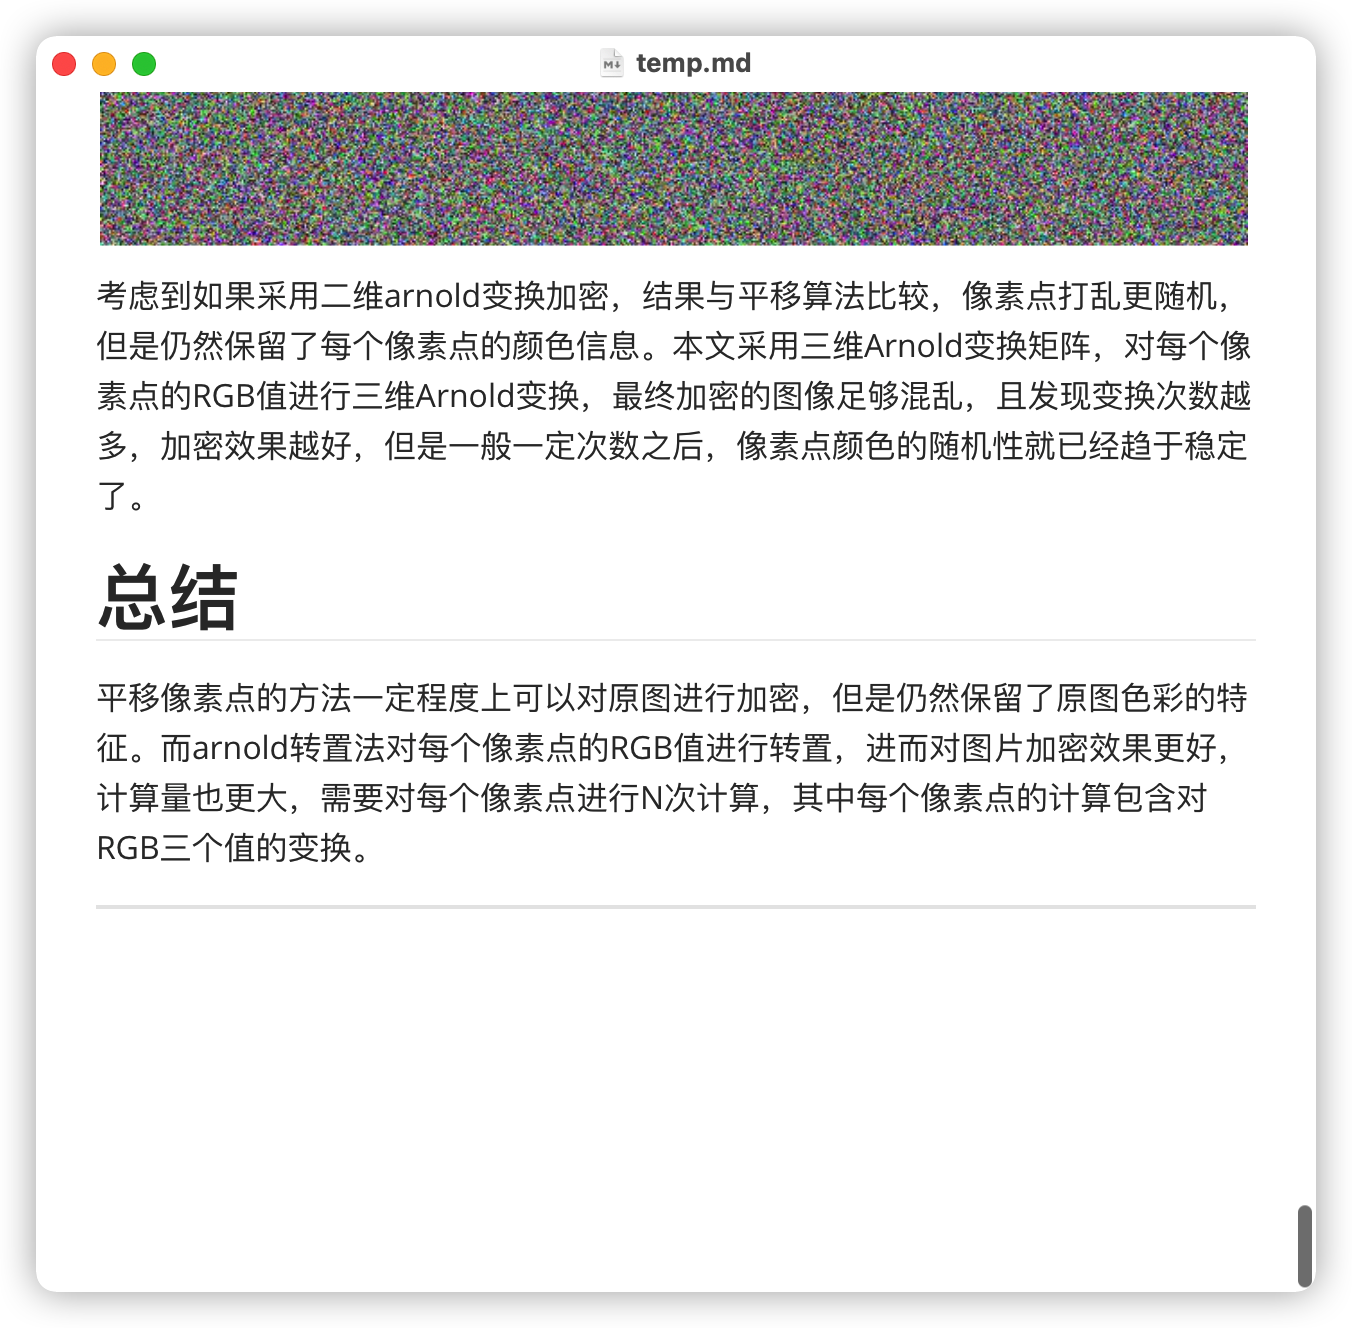 temp.md
考虑到如果采用二维arnold变换加密，结果与平移算法比较，像素点打乱更随机，
但是仍然保留了每个像素点的颜色信息。本文采用三维Arnold变换矩阵，对每个像
素点的RGB值进行三维Arnold变换，最终加密的图像足够混乱，且发现变换次数越
多，加密效果越好，但是一般一定次数之后，像素点颜色的随机性就已经趋于稳定
了。
总结
平移像素点的方法一定程度上可以对原图进行加密，但是仍然保留了原图色彩的特
征。而arnold转置法对每个像素点的RGB值进行转置，进而对图片加密效果更好，
计算量也更大，需要对每个像素点进行N次计算，其中每个像素点的计算包含对
RGB三个值的变换。